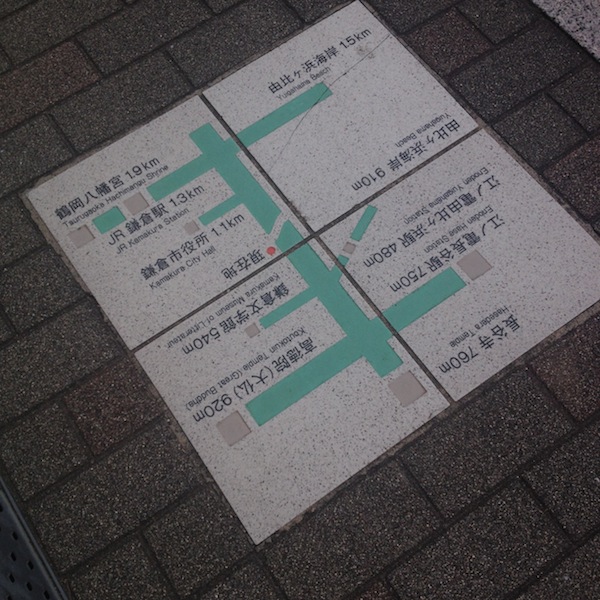 由比ヶ浜海岸 1.5km
Yuigahama Beach
鶴岡八幡宮 1.9km
Tsurugaoka Hachimangu Shrine
JR 鎌倉駅 1.3km
JR Kamakura Station
鎌倉市役所 1.1km
Kamakura City Hall
現在地
由比ヶ浜海岸 910m
Yuigahama Beach
江ノ電由比ヶ浜駅 480m
Enoden Yuigahama Station
江ノ電長谷駅 750m
Enoden Hase Station
長谷寺 760m
Hasedera Temple
鎌倉文学館 540m
Kamakura Museum of Literature
高徳院(大仏) 920m
Koutokuin Temple (Great Buddha)